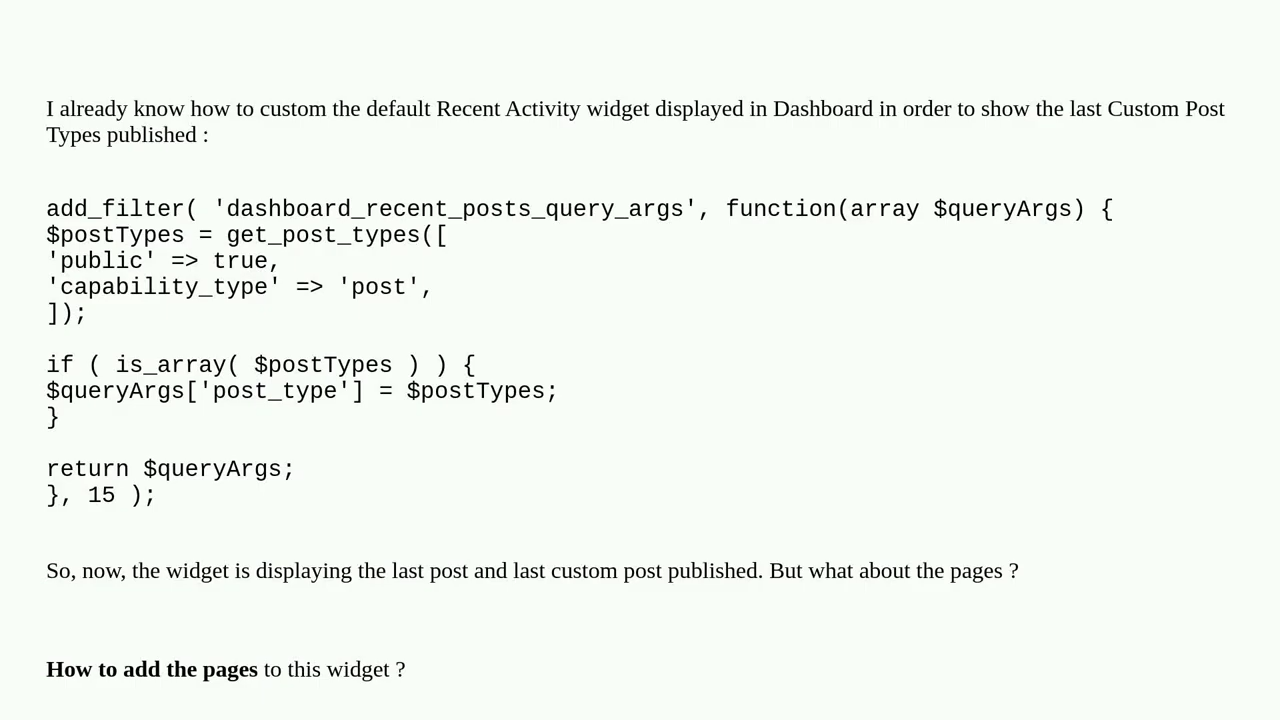 I already know how to custom the default Recent Activity widget displayed in Dashboard in order to show the last Custom Post
Types published :
add_filter( 'dashboard_recent_posts_query_args', function(array $queryArgs) {
$postTypes = get_post_types([
'public' => true,
'capability_type' => 'post',
]);
if ( is_array( $postTypes ) ) {
$queryArgs['post_type'] = $postTypes;
}
return $queryArgs;
}, 15 );
So, now, the widget is displaying the last post and last custom post published. But what about the pages ?
How to add the pages to this widget ?